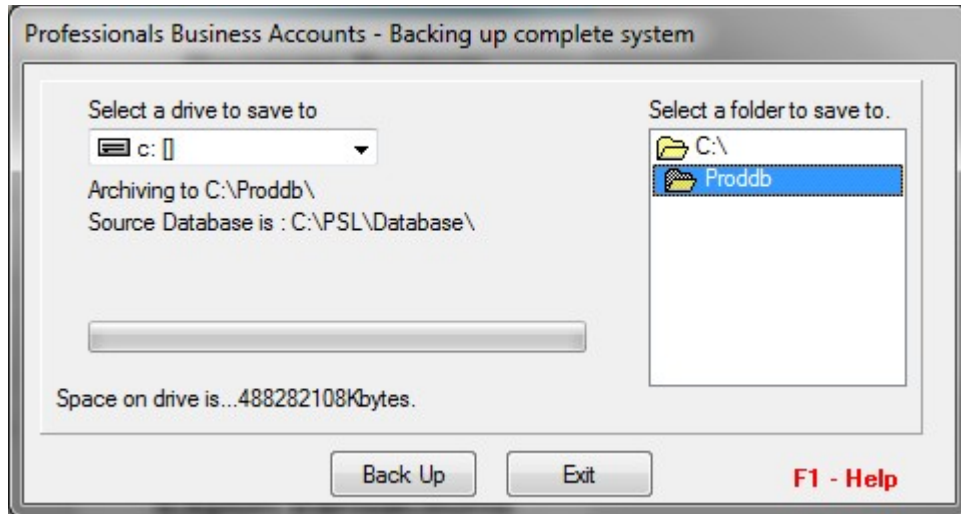 Professionals Business Accounts - Backing up complete system
Select a drive to save to
c: []
Archiving to C:\Proddb\
Source Database is : C:\PSL\Database\
Select a folder to save to.
C:\
Proddb
Space on drive is...488282108Kbytes.
Back Up
Exit
F1 - Help